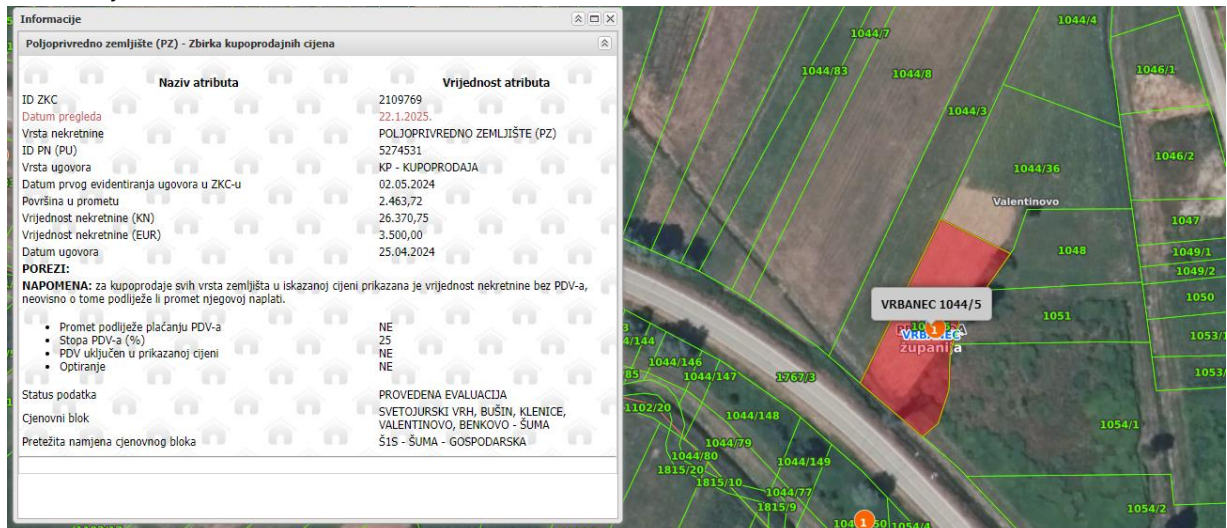 Informacije
Poljoprivredno zemljište (PZ) - Zbirka kupoprodajnih cijena
Naziv atributa Vrijednost atributa
ID ZKC 2109769
Datum pregleda 22.1.2025.
Vrsta nekretnine POLJOPRIVREDNO ZEMLJIŠTE (PZ)
ID PN (PU) 5274531
Vrsta ugovora KP - KUPOPRODAJA
Datum prvog evidentiranja ugovora u ZKC-u 02.05.2024
Površina u prometu 2.463,72
Vrijednost nekretnine (KN) 26.370,75
Vrijednost nekretnine (EUR) 3.500,00
Datum ugovora 25.04.2024
POREZI:
NAPOMENA: za kupoprodaje svih vrsta zemljišta u iskazanoj cijeni prikazana je vrijednost nekretnine bez PDV-a,
neovisno o tome podliježe li promet njegovoj naplati.
• Promet podliježe plaćanju PDV-a NE
• Stopa PDV-a (%) 25
• PDV uključen u prikazanoj cijeni NE
• Optiranje NE
Status podatka PROVEDENA EVALUACIJA
Cjenovni blok SVETOJURSKI VRH, BUŠIN, KLENICE,
VALENTINOVO, BENKOVO - ŠUMA
Pretežita namjena cjenovnog bloka Š1S - ŠUMA - GOSPODARSKA
1044/4
1044/7
1044/83
1044/8
1046/1
1044/3
1046/2
1044/36
Valentinovo
1047
1048
1049/1
1049/2
1050
VRBANEC 1044/5
1051
1053/1
1
VRBANEC
županija
1044/146
1044/147
1767/3
1053/
1102/20
1044/148
1054/1
1044/79
1044/80
1044/149
1815/20
1815/10
1044/77
1815/9
1054/2
1
1054/4